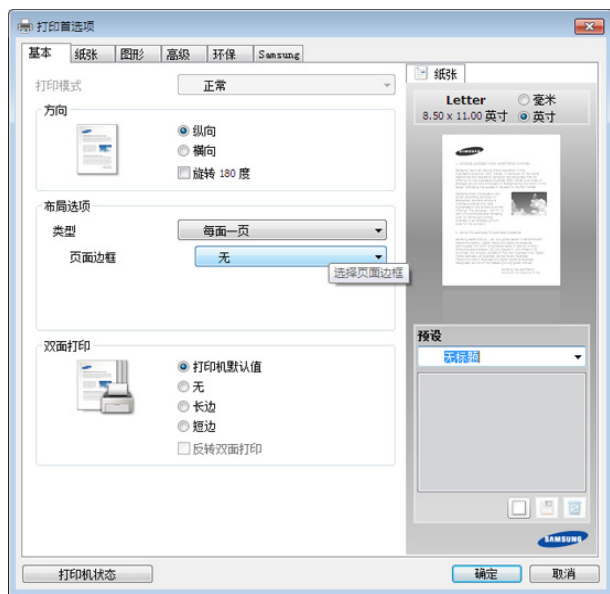 打印首选项
基本 纸张 图形 高级 环保 Samsung
打印模式 正常
方向
纵向
横向
旋转 180 度
布局选项
类型 每面一页
页面边框 无
选择页面边框
双面打印
打印机默认值
无
长边
短边
反转双面打印
纸张
Letter 毫米
8.50 x 11.00 英寸 英寸
SAMSUNG
预设
无标题
SAMSUNG
打印机状态 确定 取消